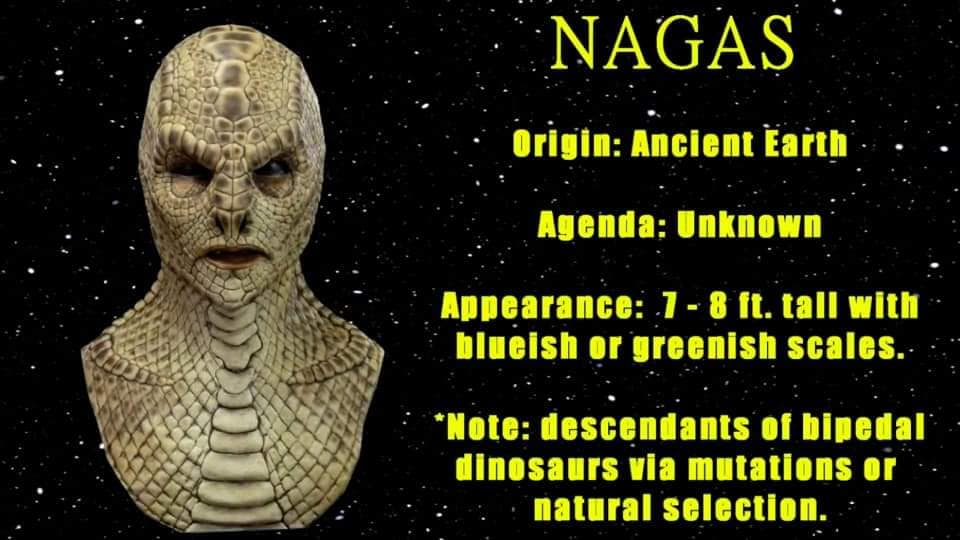 NAGAS
Origin: Ancient Earth
Agenda: Unknown
Appearance: 7 - 8 ft. tall with
blueish or greenish scales.
*Note: descendants of bipedal
dinosaurs via mutations or
natural selection.